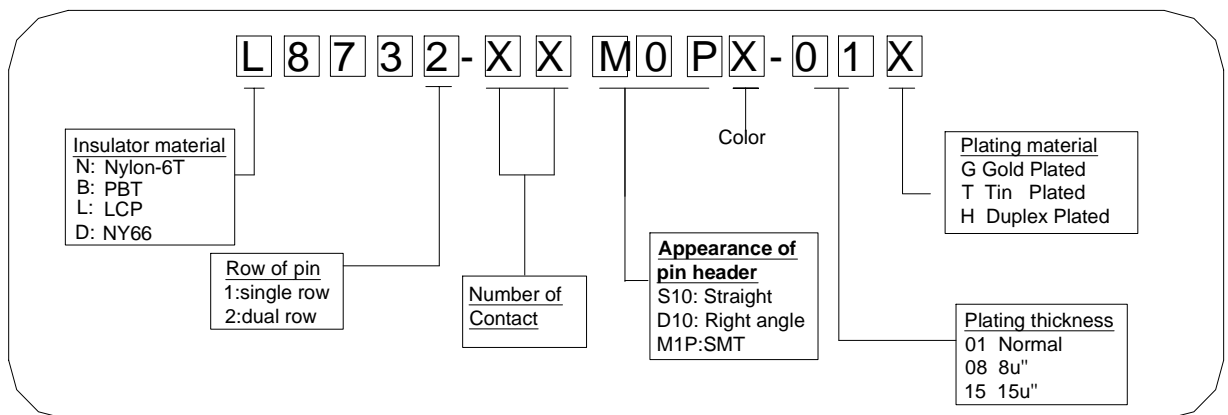 L8732-XX M0PX-01X
Color
Insulator material
N: Nylon-6T
B: PBT
L: LCP
D: NY66
Row of pin
1:single row
2:dual row
Number of
Contact
Appearance of
pin header
S10: Straight
D10: Right angle
M1P:SMT
Plating material
G Gold Plated
T Tin Plated
H Duplex Plated
Plating thickness
01 Normal
08 8u"
15 15u"